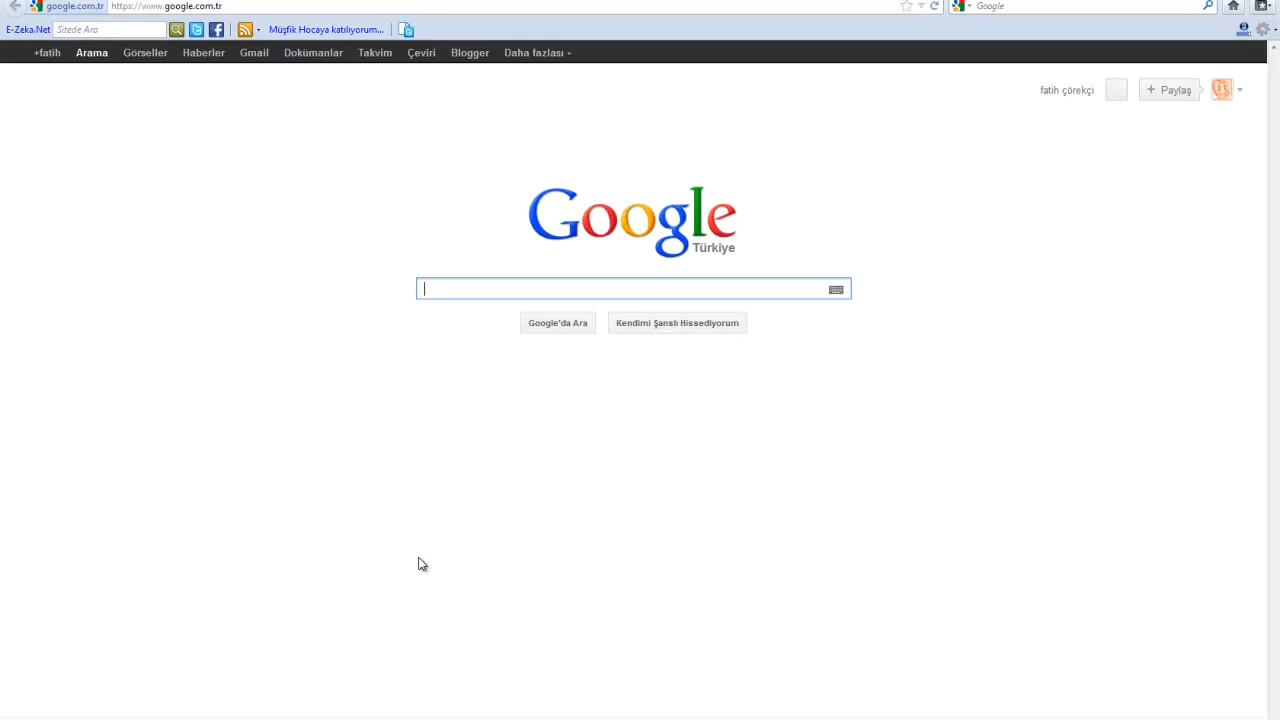 google.com.tr https://www.google.com.tr Google
E-Zeka.Net Sitede Ara Müşfik Hocaya katılıyorum...
+fatih Arama Görseller Haberler Gmail Dokümanlar Takvim Çeviri Blogger Daha fazlası
fatih çörekçi + Paylaş
Google
Türkiye
Google'da Ara Kendimi Şanslı Hissediyorum